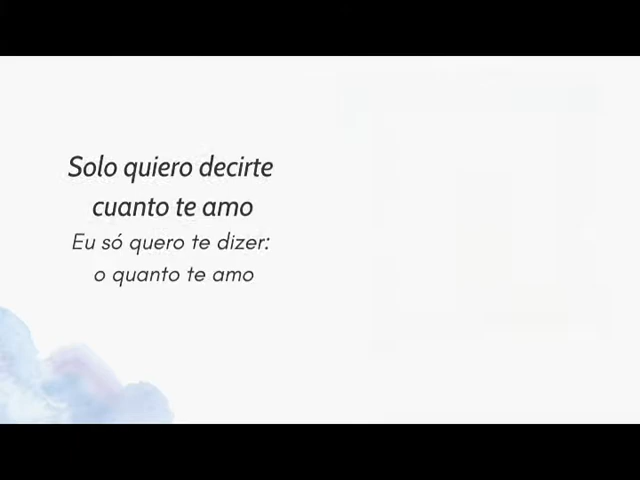 Solo quiero decirte
cuanto te amo
Eu só quero te dizer:
o quanto te amo